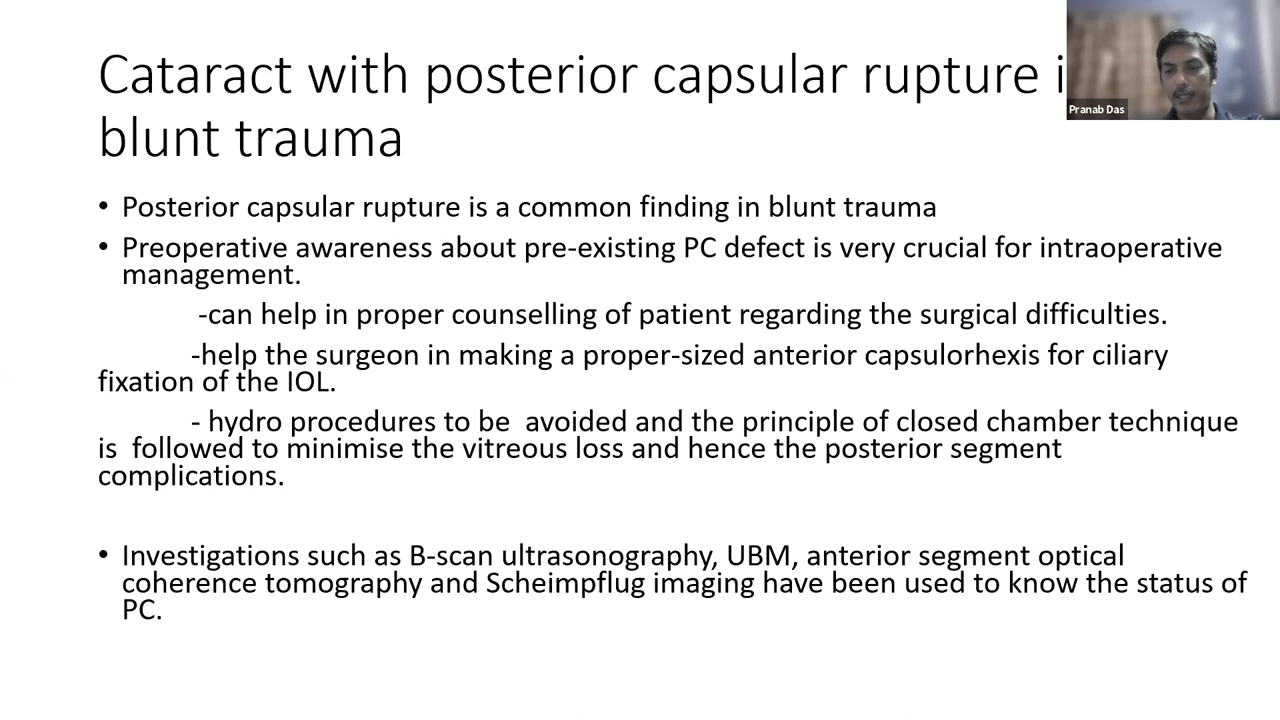 Cataract with posterior capsular rupture i
blunt trauma
Pranab Das
• Posterior capsular rupture is a common finding in blunt trauma
• Preoperative awareness about pre-existing PC defect is very crucial for intraoperative
management.
-can help in proper counselling of patient regarding the surgical difficulties.
-help the surgeon in making a proper-sized anterior capsulorhexis for ciliary
fixation of the IOL.
- hydro procedures to be avoided and the principle of closed chamber technique
is followed to minimise the vitreous loss and hence the posterior segment
complications.
• Investigations such as B-scan ultrasonography, UBM, anterior segment optical
coherence tomography and Scheimpflug imaging have been used to know the status of
PC.